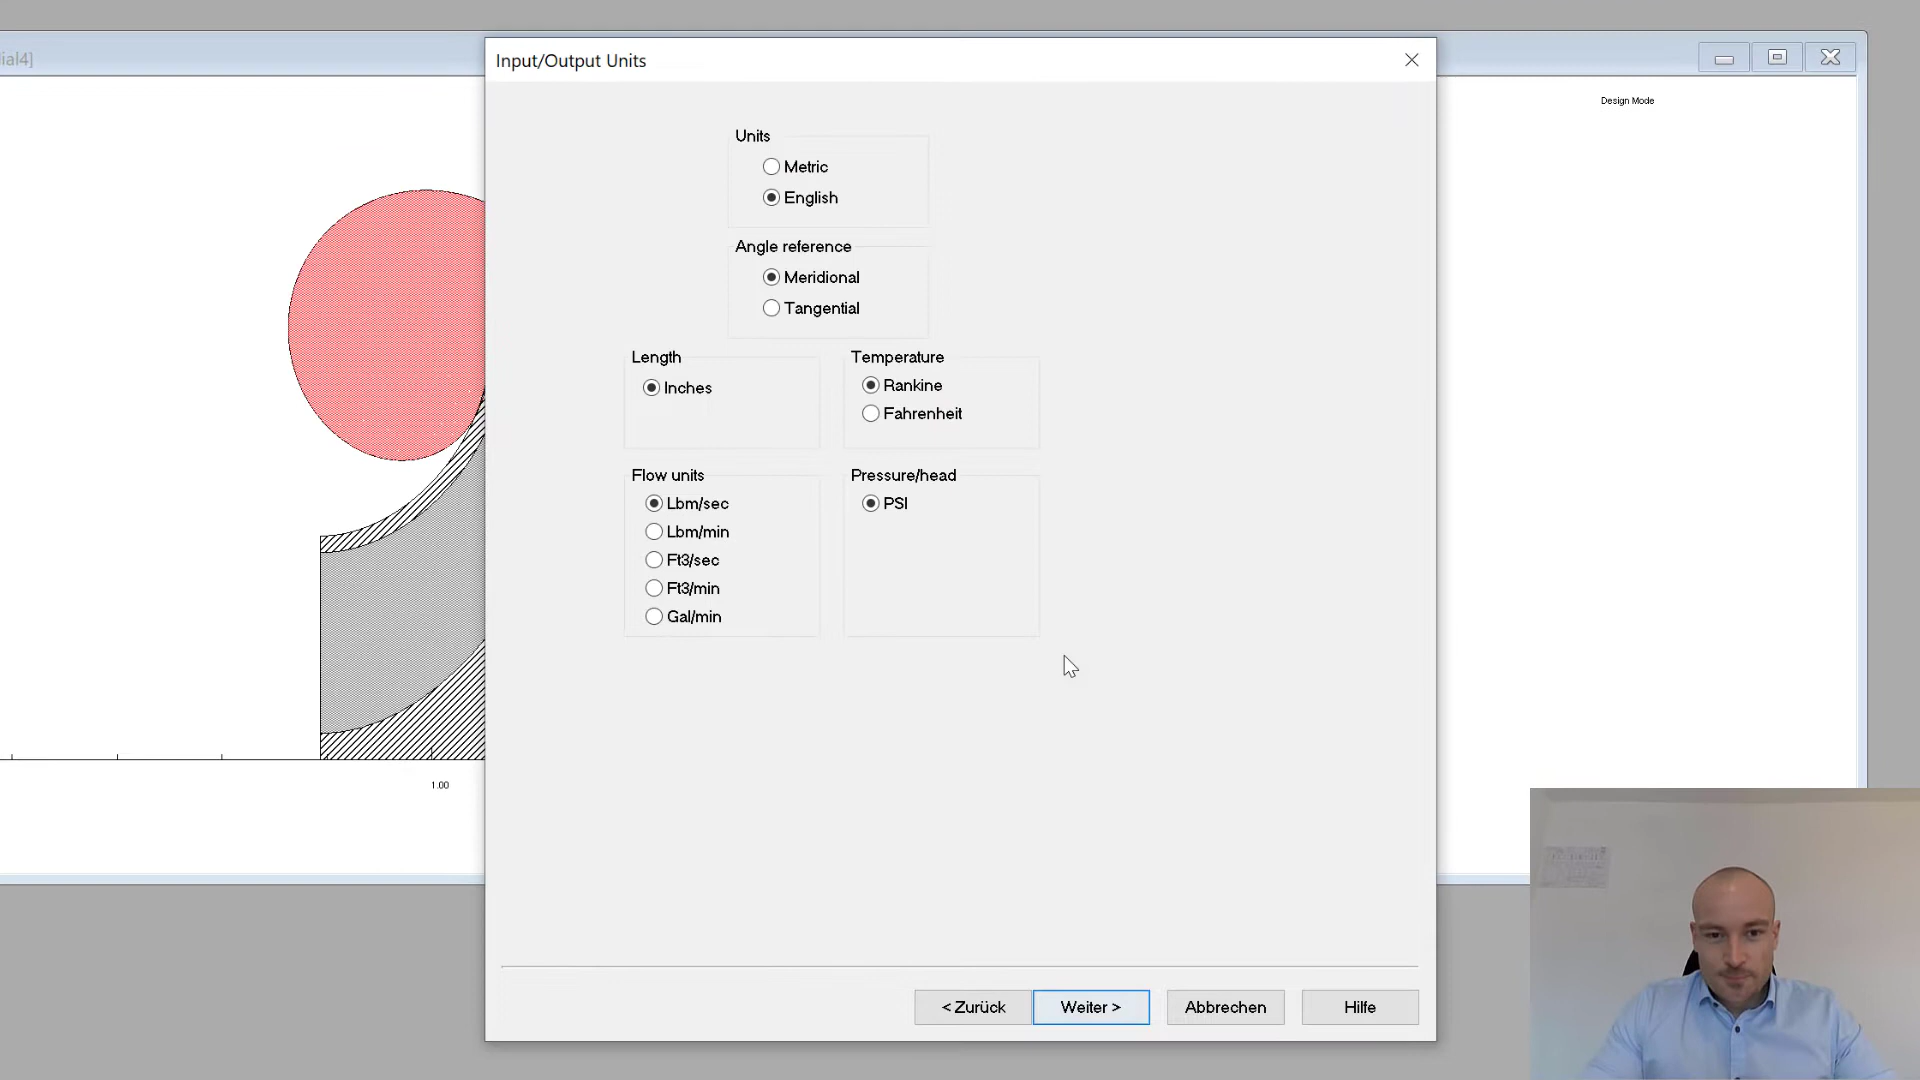 ial4]
Input/Output Units
Design Mode
Units
Metric
English
Angle reference
Meridional
Tangential
Length
Inches
Temperature
Rankine
Fahrenheit
Flow units
Lbm/sec
Lbm/min
Ft3/sec
Ft3/min
Gal/min
Pressure/head
PSI
1.00
< Zurück
Weiter >
Abbrechen
Hilfe